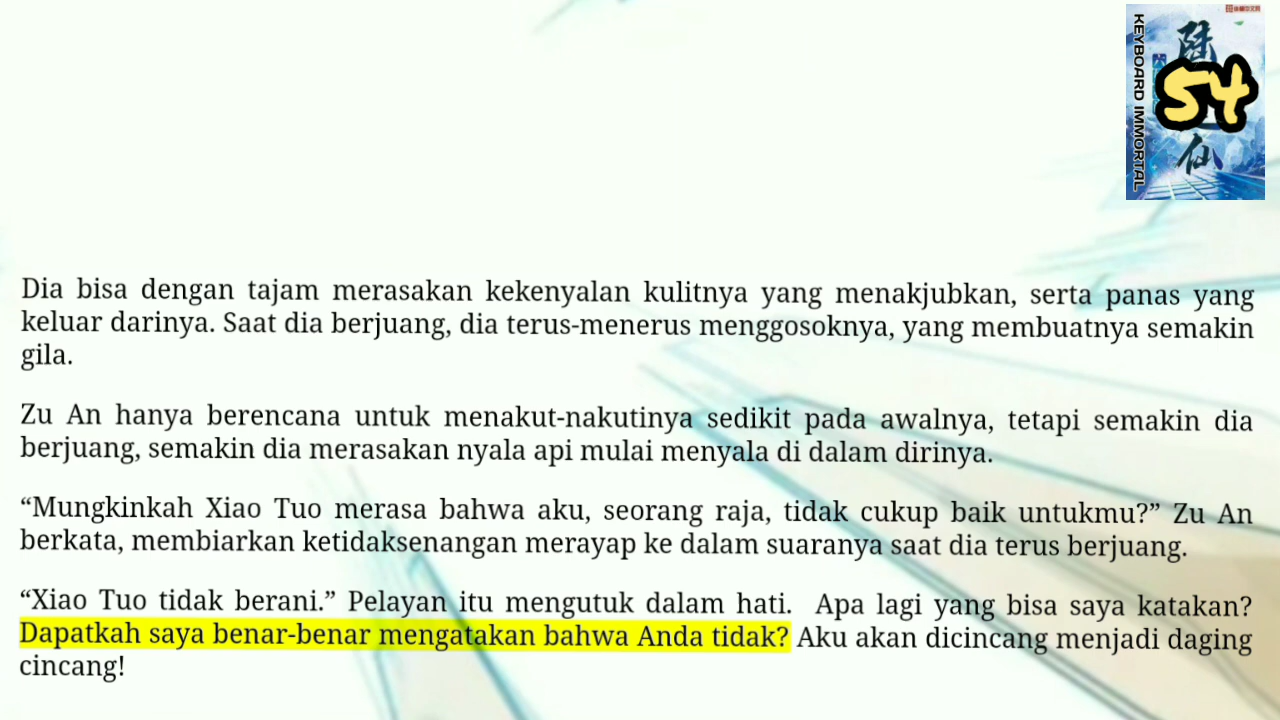 KEYBOARD IMMORTAL
54
仙
Dia bisa dengan tajam merasakan kekenyalan kulitnya yang menakjubkan, serta panas yang
keluar darinya. Saat dia berjuang, dia terus-menerus menggosoknya, yang membuatnya semakin
gila.
Zu An hanya berencana untuk menakut-nakutinya sedikit pada awalnya, tetapi semakin dia
berjuang, semakin dia merasakan nyala api mulai menyala di dalam dirinya.
“Mungkinkah Xiao Tuo merasa bahwa aku, seorang raja, tidak cukup baik untukmu?” Zu An
berkata, membiarkan ketidaksenangan merayap ke dalam suaranya saat dia terus berjuang.
“Xiao Tuo tidak berani.” Pelayan itu mengutuk dalam hati. Apa lagi yang bisa saya katakan?
Dapatkah saya benar-benar mengatakan bahwa Anda tidak? Aku akan dicincang menjadi daging
cincang!